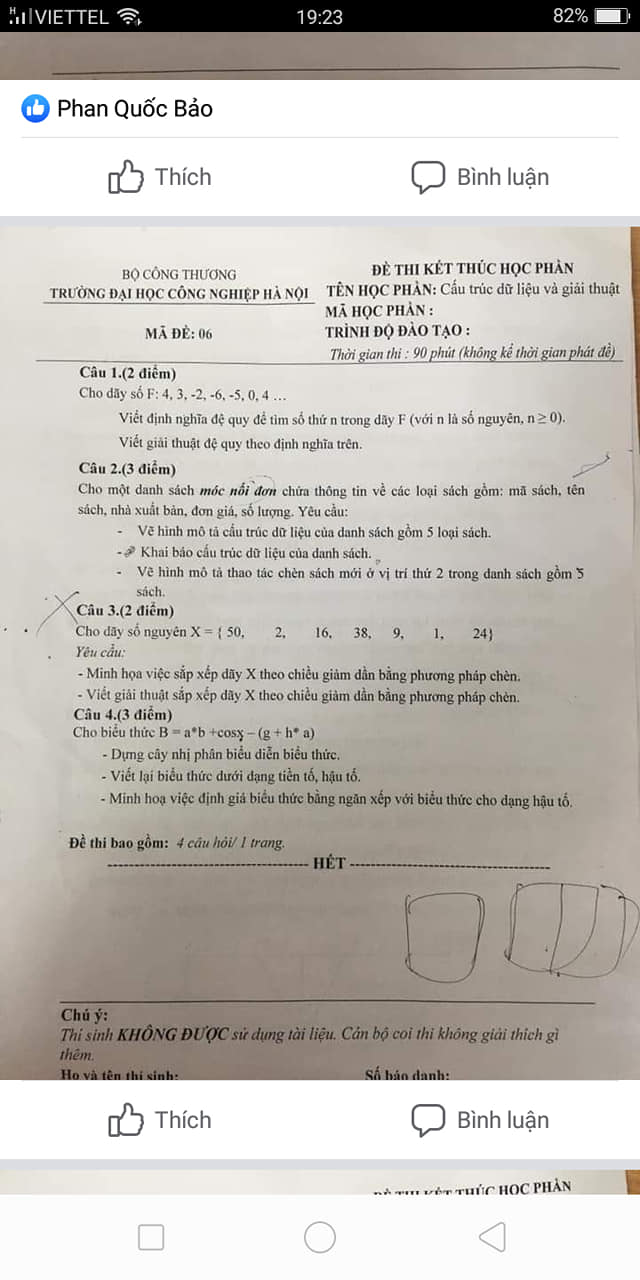 VIETTEL 19:23 82%
Phan Quốc Bảo
Thích Bình luận
BỘ CÔNG THƯƠNG
TRƯỜNG ĐẠI HỌC CÔNG NGHIỆP HÀ NỘI
MÃ ĐỀ: 06
ĐỀ THI KẾT THÚC HỌC PHẦN
TÊN HỌC PHẦN: Cấu trúc dữ liệu và giải thuật
MÃ HỌC PHẦN :
TRÌNH ĐỘ ĐÀO TẠO :
Thời gian thi : 90 phút (không kể thời gian phát đề)
Câu 1.(2 điểm)
Cho dãy số F: 4, 3, -2, -6, -5, 0, 4 ...
Viết định nghĩa đệ quy để tìm số thứ n trong dãy F (với n là số nguyên, n ≥ 0).
Viết giải thuật đệ quy theo định nghĩa trên.
Câu 2.(3 điểm)
Cho một danh sách móc nối đơn chứa thông tin về các loại sách gồm: mã sách, tên
sách, nhà xuất bản, đơn giá, số lượng. Yêu cầu:
- Vẽ hình mô tả cấu trúc dữ liệu của danh sách gồm 5 loại sách.
- Khai báo cấu trúc dữ liệu của danh sách.
- Vẽ hình mô tả thao tác chèn sách mới ở vị trí thứ 2 trong danh sách gồm 5
sách.
Câu 3.(2 điểm)
Cho dãy số nguyên X = { 50, 2, 16, 38, 9, 1, 24}
Yêu cầu:
- Minh họa việc sắp xếp dãy X theo chiều giảm dần bằng phương pháp chèn.
- Viết giải thuật sắp xếp dãy X theo chiều giảm dần bằng phương pháp chèn.
Câu 4.(3 điểm)
Cho biểu thức B = a*b +cosx – (g + h* a)
- Dựng cây nhị phân biểu diễn biểu thức.
- Viết lại biểu thức dưới dạng tiền tố, hậu tố.
- Minh hoạ việc định giá biểu thức bằng ngăn xếp với biểu thức cho dạng hậu tố.
Đề thi bao gồm: 4 câu hỏi/ 1 trang.
HẾT
Chú ý:
Thí sinh KHÔNG ĐƯỢC sử dụng tài liệu. Cán bộ coi thi không giải thích gì
thêm.
Họ và tên thí sinh: Số báo danh:
Thích Bình luận
ĐỀ THI KẾT THÚC HỌC PHẦN